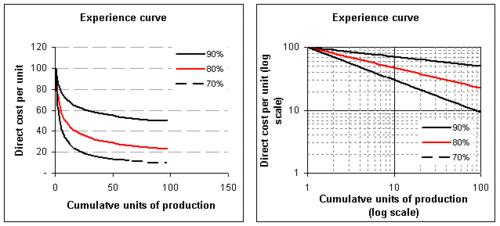 Experience curve
Direct cost per unit
120
100
80
60
40
20
-
0
50
100
150
90%
80%
70%
Cumulatve units of production
Experience curve
Direct cost per unit (log
scale)
100
10
1
1
10
100
90%
80%
70%
Cumulatve units of production
(log scale)